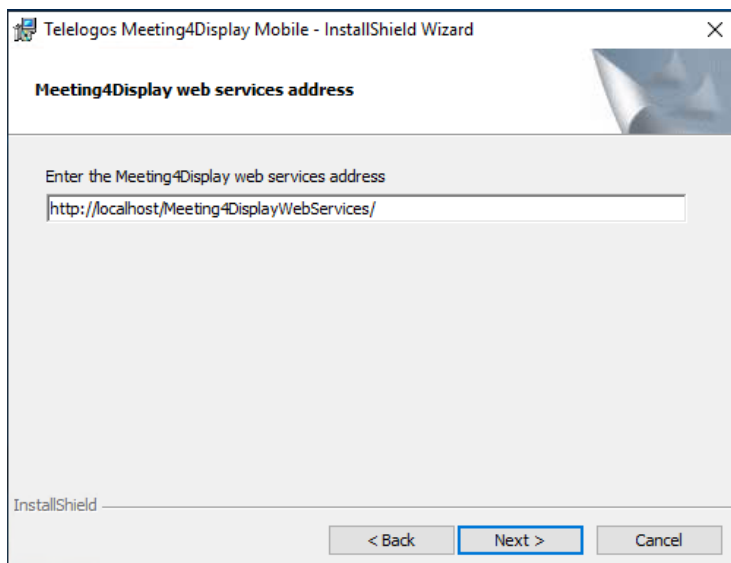 Telelogos Meeting4Display Mobile - InstallShield Wizard
Meeting4Display web services address
Enter the Meeting4Display web services address
http://localhost/Meeting4DisplayWebServices/
InstallShield
< Back
Next >
Cancel